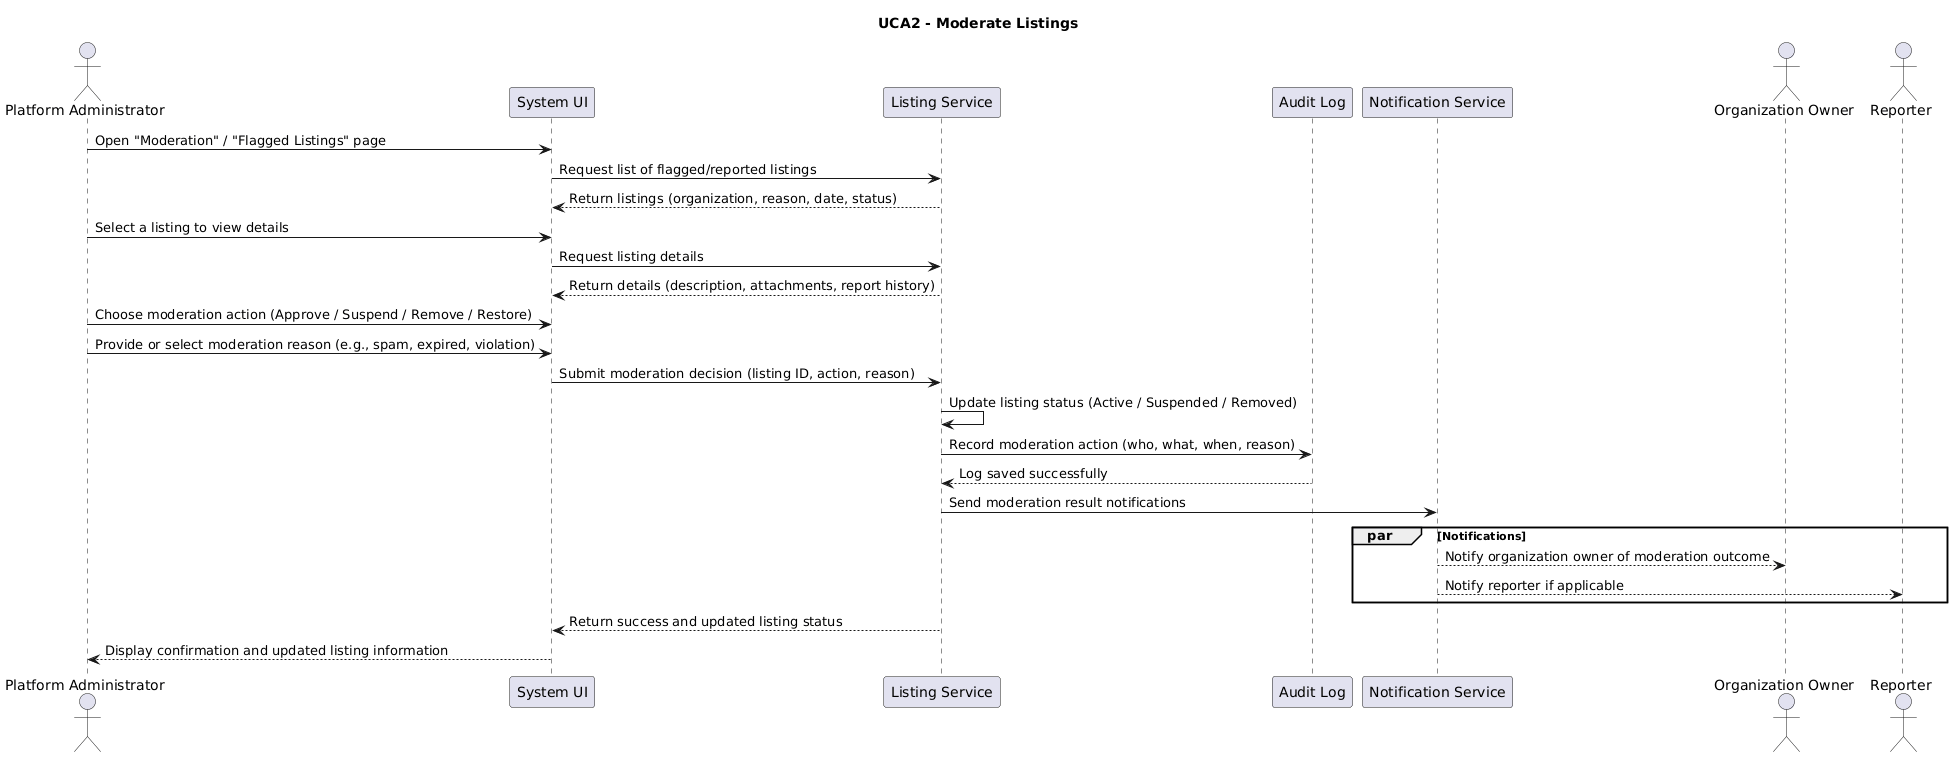 UCA2 - Moderate Listings
Platform Administrator
System UI
Listing Service
Audit Log
Notification Service
Organization Owner
Reporter
Open "Moderation" / "Flagged Listings" page
Request list of flagged/reported listings
Return listings (organization, reason, date, status)
Select a listing to view details
Request listing details
Return details (description, attachments, report history)
Choose moderation action (Approve / Suspend / Remove / Restore)
Provide or select moderation reason (e.g., spam, expired, violation)
Submit moderation decision (listing ID, action, reason)
Update listing status (Active / Suspended / Removed)
Record moderation action (who, what, when, reason)
Log saved successfully
Send moderation result notifications
par
[Notifications]
Notify organization owner of moderation outcome
Notify reporter if applicable
Return success and updated listing status
Display confirmation and updated listing information
Platform Administrator
System UI
Listing Service
Audit Log
Notification Service
Organization Owner
Reporter